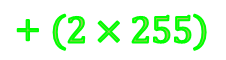 + (2 × 255)